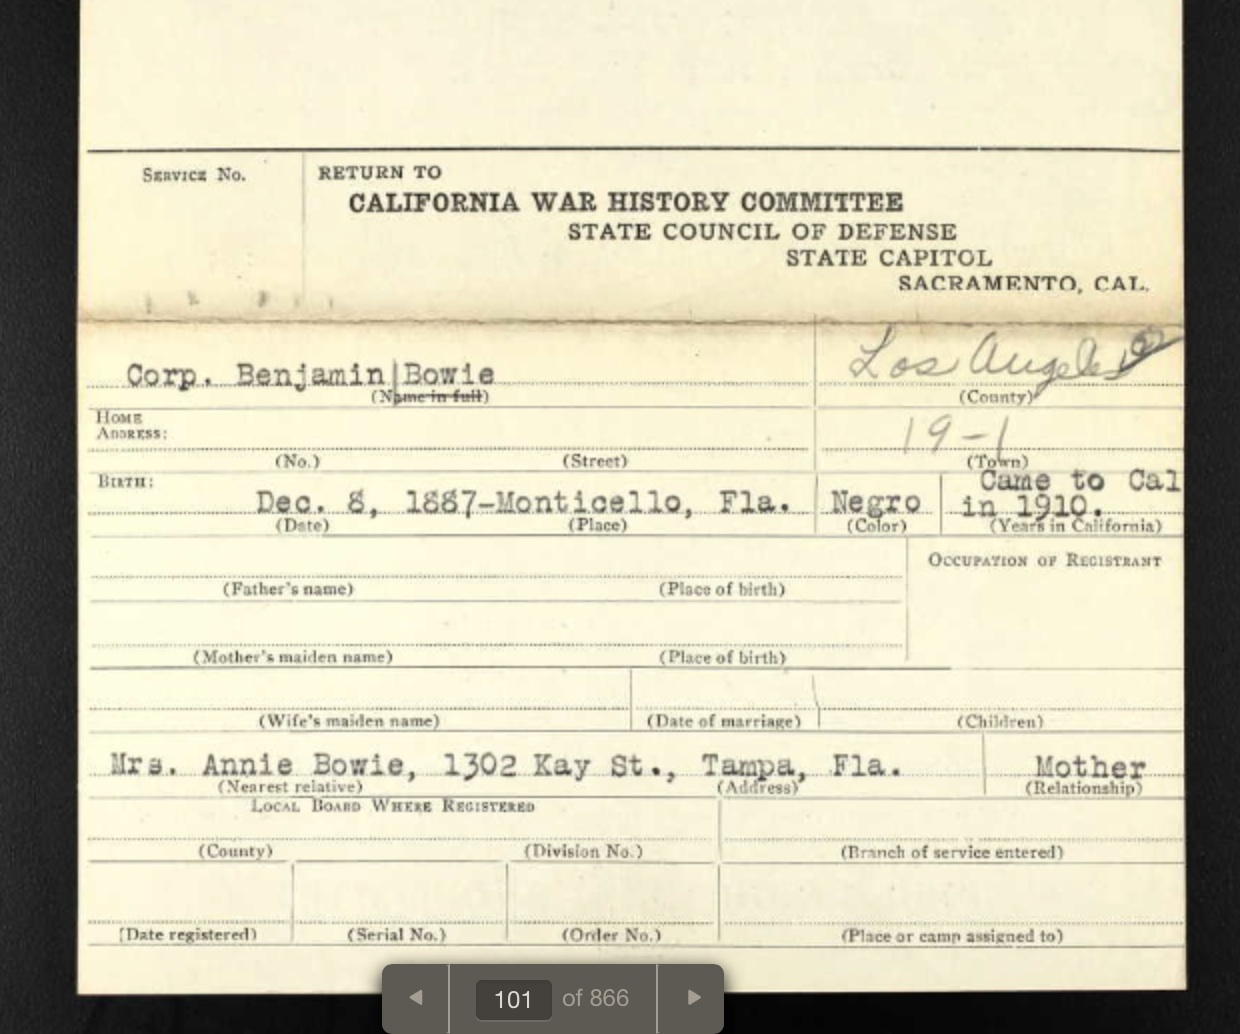 SERVICE NO.
RETURN TO
CALIFORNIA WAR HISTORY COMMITTEE
STATE COUNCIL OF DEFENSE
STATE CAPITOL
SACRAMENTO, CAL.
Corp. Benjamin Bowie
(Name in full)
Los Angeles
(County)
HOME
ADDRESS:
(No.) (Street)
19-1
(Town)
BIRTH:
Dec. 8, 1887-Monticello, Fla.
(Date) (Place)
Negro
(Color)
Came to Cal
in 1910.
(Years in California)
(Father's name) (Place of birth)
OCCUPATION OF REGISTRANT
(Mother's maiden name) (Place of birth)
(Wife's maiden name) (Date of marriage) (Children)
Mrs. Annie Bowie, 1302 Kay St., Tampa, Fla. Mother
(Nearest relative) (Address) (Relationship)
LOCAL BOARD WHERE REGISTERED
(County) (Division No.) (Branch of service entered)
(Date registered) (Serial No.) (Order No.) (Place or camp assigned to)
101 of 866